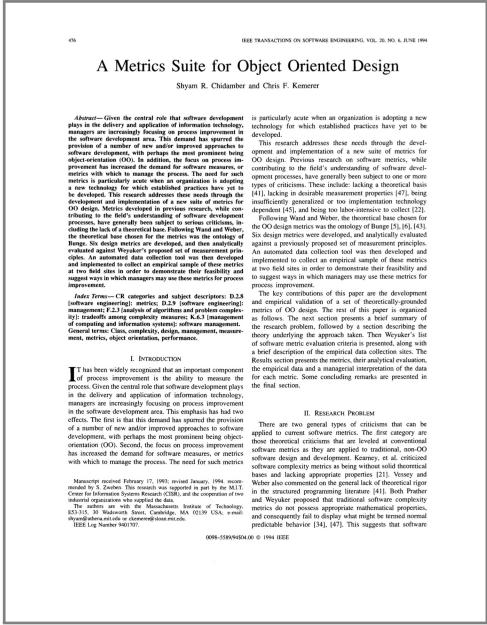 476
IEEE TRANSACTIONS ON SOFTWARE ENGINEERING, VOL. 20, NO. 6, JUNE 1994
A Metrics Suite for Object Oriented Design
Shyam R. Chidamber and Chris F. Kemerer
Abstract—Given the central role that software development
plays in the delivery and application of information technology,
managers are increasingly focusing on process improvement in
the software development area. This demand has spurred the
provision of a number of new and/or improved approaches to
software development, with perhaps the most prominent being
object-orientation (OO). In addition, the focus on process im-
provement has increased the demand for software measures, or
metrics with which to manage the process. The need for such
metrics is particularly acute when an organization is adopting
a new technology for which established practices have yet to
be developed. This research addresses these needs through the
development and implementation of a new suite of metrics for
OO design. Metrics developed in previous research, while con-
tributing to the field's understanding of software development
processes, have generally been subject to serious criticisms, in-
cluding the lack of a theoretical base. Following Wand and Weber,
the theoretical base chosen for the metrics was the ontology of
Bunge. Six design metrics are developed, and then analytically
evaluated against Weyuker's proposed set of measurement prin-
ciples. An automated data collection tool was then developed
and implemented to collect an empirical sample of these metrics
at two field sites in order to demonstrate their feasibility and
suggest ways in which managers may use these metrics for process
improvement.
Index Terms—CR categories and subject descriptors: D.2.8
[software engineering]: metrics; D.2.9 [software engineering]:
management; F.2.3 [analysis of algorithms and problem complex-
ity]: tradeoffs among complexity measures; K.6.3 [management
of computing and information systems]: software management.
General terms: Class, complexity, design, management, measure-
ment, metrics, object orientation, performance.
I. INTRODUCTION
IT has been widely recognized that an important component
of process improvement is the ability to measure the
process. Given the central role that software development plays
in the delivery and application of information technology,
managers are increasingly focusing on process improvement
in the software development area. This emphasis has had two
effects. The first is that this demand has spurred the provision
of a number of new and/or improved approaches to software
development, with perhaps the most prominent being object-
orientation (OO). Second, the focus on process improvement
has increased the demand for software measures, or metrics
with which to manage the process. The need for such metrics
Manuscript received February 17, 1993; revised January, 1994. recom-
mended by S. Zweben. This research was supported in part by the M.I.T.
Center for Information Systems Research (CISR), and the cooperation of two
industrial organizations who supplied the data.
The authors are with the Massachusetts Institute of Technology,
E53-315, 30 Wadsworth Street, Cambridge, MA 02139 USA; e-mail:
shyam@athena.mit.edu or ckemerer@sloan.mit.edu.
IEEE Log Number 9401707.
is particularly acute when an organization is adopting a new
technology for which established practices have yet to be
developed.
This research addresses these needs through the devel-
opment and implementation of a new suite of metrics for
OO design. Previous research on software metrics, while
contributing to the field's understanding of software devel-
opment processes, have generally been subject to one or more
types of criticisms. These include: lacking a theoretical basis
[41], lacking in desirable measurement properties [47], being
insufficiently generalized or too implementation technology
dependent [45], and being too labor-intensive to collect [22].
Following Wand and Weber, the theoretical base chosen for
the OO design metrics was the ontology of Bunge [5], [6], [43].
Six design metrics were developed, and analytically evaluated
against a previously proposed set of measurement principles.
An automated data collection tool was then developed and
implemented to collect an empirical sample of these metrics
at two field sites in order to demonstrate their feasibility and
to suggest ways in which managers may use these metrics for
process improvement.
The key contributions of this paper are the development
and empirical validation of a set of theoretically-grounded
metrics of OO design. The rest of this paper is organized
as follows. The next section presents a brief summary of
the research problem, followed by a section describing the
theory underlying the approach taken. Then Weyuker's list
of software metric evaluation criteria is presented, along with
a brief description of the empirical data collection sites. The
Results section presents the metrics, their analytical evaluation,
the empirical data and a managerial interpretation of the data
for each metric. Some concluding remarks are presented in
the final section.
II. RESEARCH PROBLEM
There are two general types of criticisms that can be
applied to current software metrics. The first category are
those theoretical criticisms that are leveled at conventional
software metrics as they are applied to traditional, non-OO
software design and development. Kearney, et al. criticized
software complexity metrics as being without solid theoretical
bases and lacking appropriate properties [21]. Vessey and
Weber also commented on the general lack of theoretical rigor
in the structured programming literature [41]. Both Prather
and Weyuker proposed that traditional software complexity
metrics do not possess appropriate mathematical properties,
and consequently fail to display what might be termed normal
predictable behavior [34], [47]. This suggests that software
0098-5589/94$04.00 © 1994 IEEE